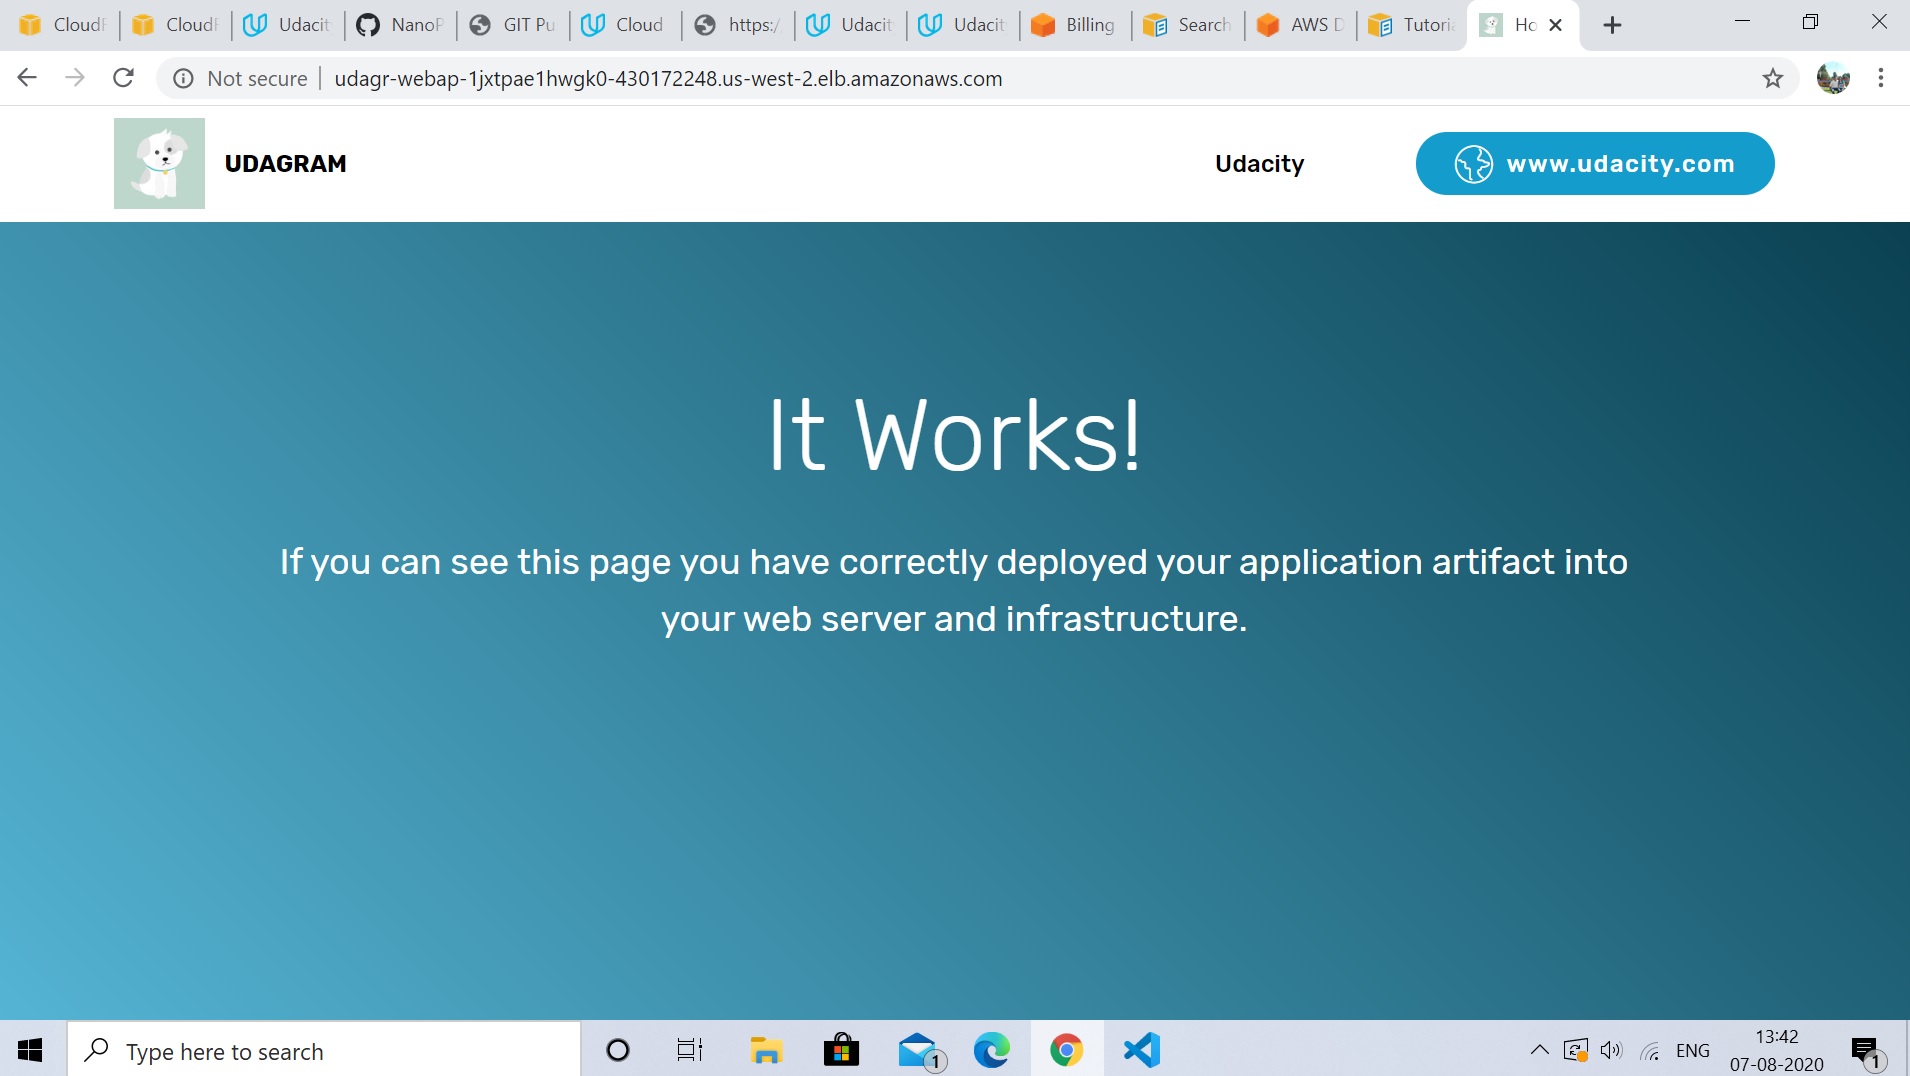 CloudF CloudF Udacit NanoP GIT Pu Cloud https:/ Udacit Udacit Billing Search AWS D Tutoria Ho
Not secure udagr-webap-1jxtpae1hwgk0-430172248.us-west-2.elb.amazonaws.com
UDAGRAM Udacity www.udacity.com
It Works!
If you can see this page you have correctly deployed your application artifact into
your web server and infrastructure.
Type here to search 1 ENG 13:42 1
07-08-2020